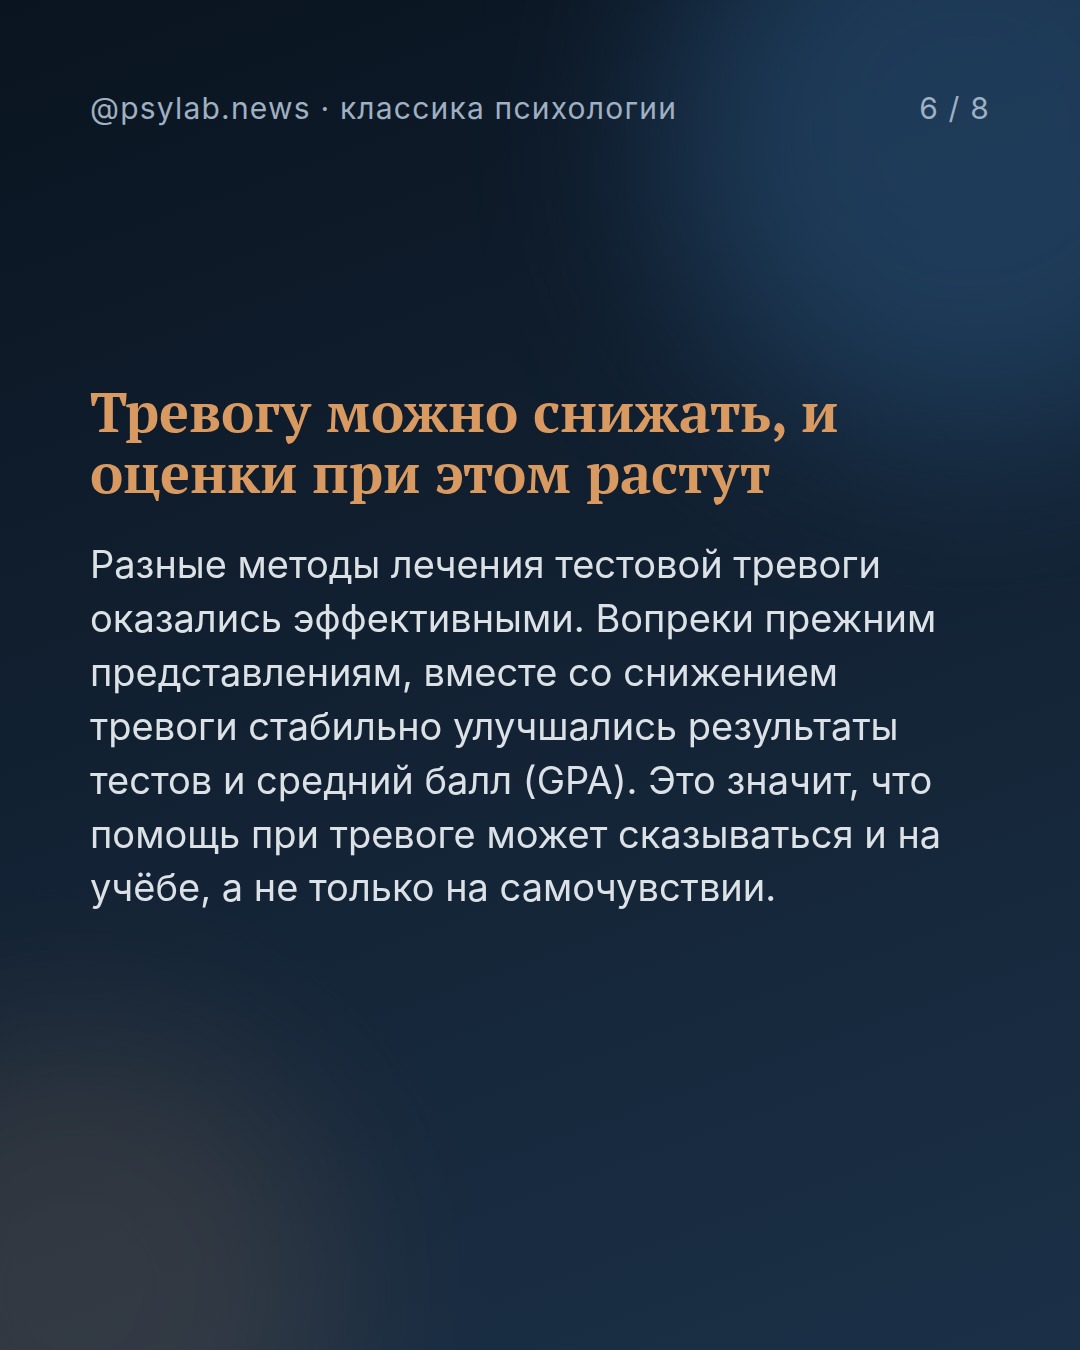 @psylab.news · классика психологии
6 / 8
Тревогу можно снижать, и
оценки при этом растут
Разные методы лечения тестовой тревоги
оказались эффективными. Вопреки прежним
представлениям, вместе со снижением
тревоги стабильно улучшались результаты
тестов и средний балл (GPA). Это значит, что
помощь при тревоге может сказываться и на
учёбе, а не только на самочувствии.